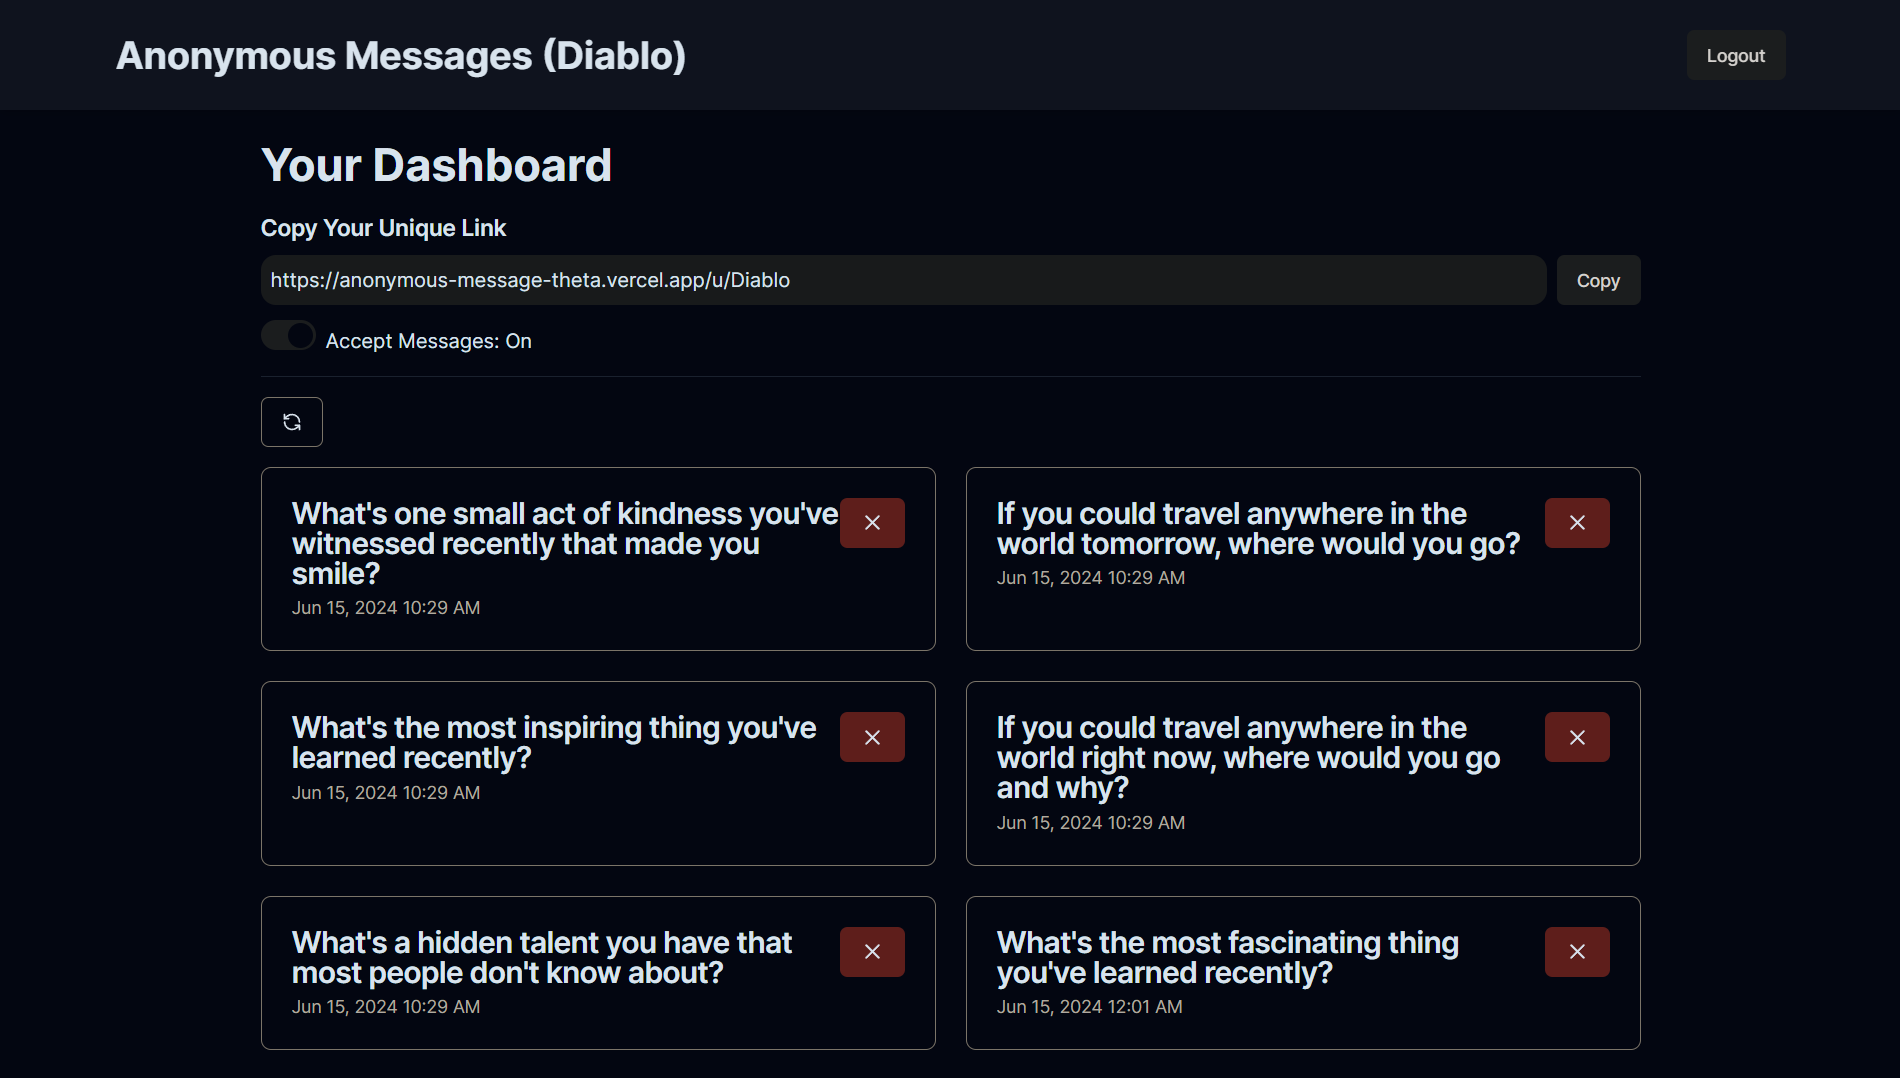 Anonymous Messages (Diablo)
Logout
Your Dashboard
Copy Your Unique Link
https://anonymous-message-theta.vercel.app/u/Diablo
Copy
Accept Messages: On
What's one small act of kindness you've
witnessed recently that made you
smile?
Jun 15, 2024 10:29 AM
If you could travel anywhere in the
world tomorrow, where would you go?
Jun 15, 2024 10:29 AM
What's the most inspiring thing you've
learned recently?
Jun 15, 2024 10:29 AM
If you could travel anywhere in the
world right now, where would you go
and why?
Jun 15, 2024 10:29 AM
What's a hidden talent you have that
most people don't know about?
Jun 15, 2024 10:29 AM
What's the most fascinating thing
you've learned recently?
Jun 15, 2024 12:01 AM